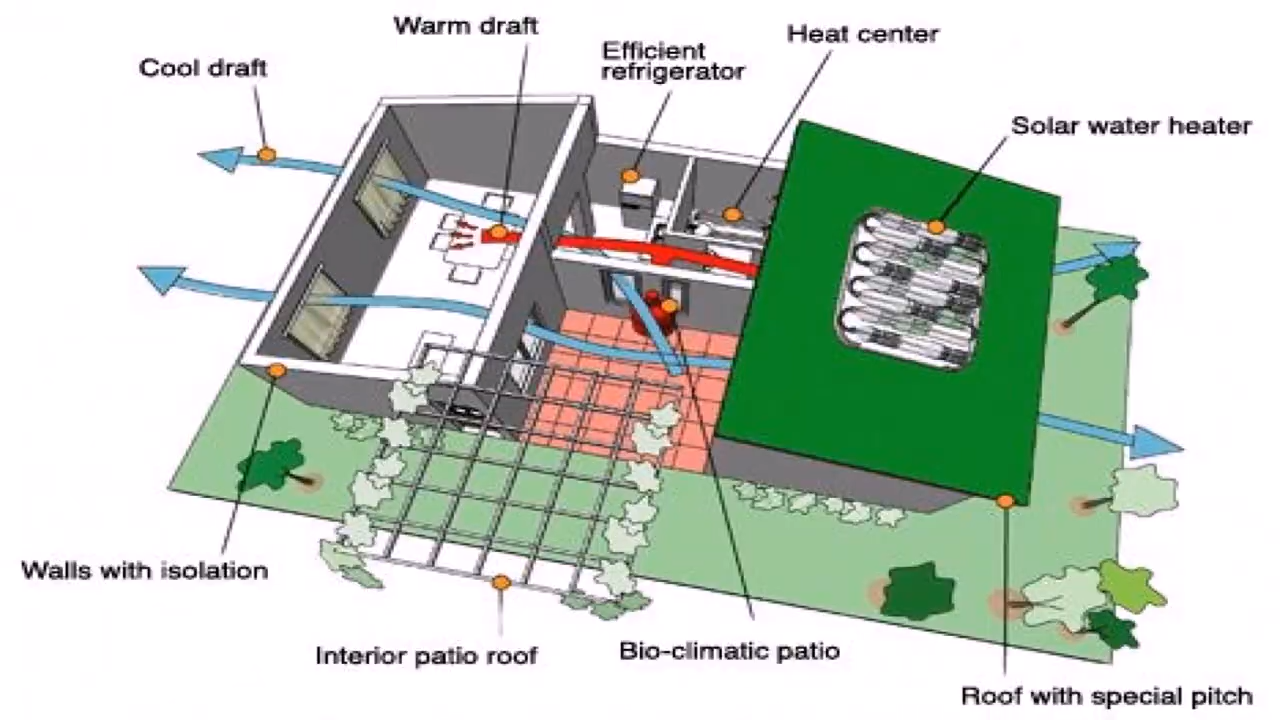 Warm draft
Cool draft
Efficient
refrigerator
Heat center
Solar water heater
Walls with isolation
Interior patio roof
Bio-climatic patio
Roof with special pitch